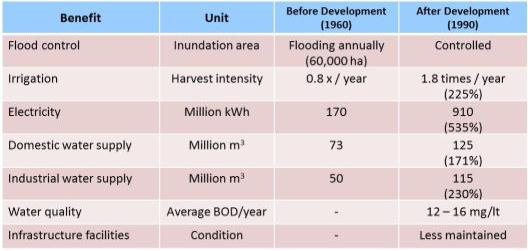 Benefit Unit Before Development (1960) After Development (1990)
Flood control Inundation area Flooding annually (60,000 ha) Controlled
Irrigation Harvest intensity 0.8 x / year 1.8 times / year (225%)
Electricity Million kWh 170 910 (535%)
Domestic water supply Million m³ 73 125 (171%)
Industrial water supply Million m³ 50 115 (230%)
Water quality Average BOD/year - 12 – 16 mg/lt
Infrastructure facilities Condition - Less maintained